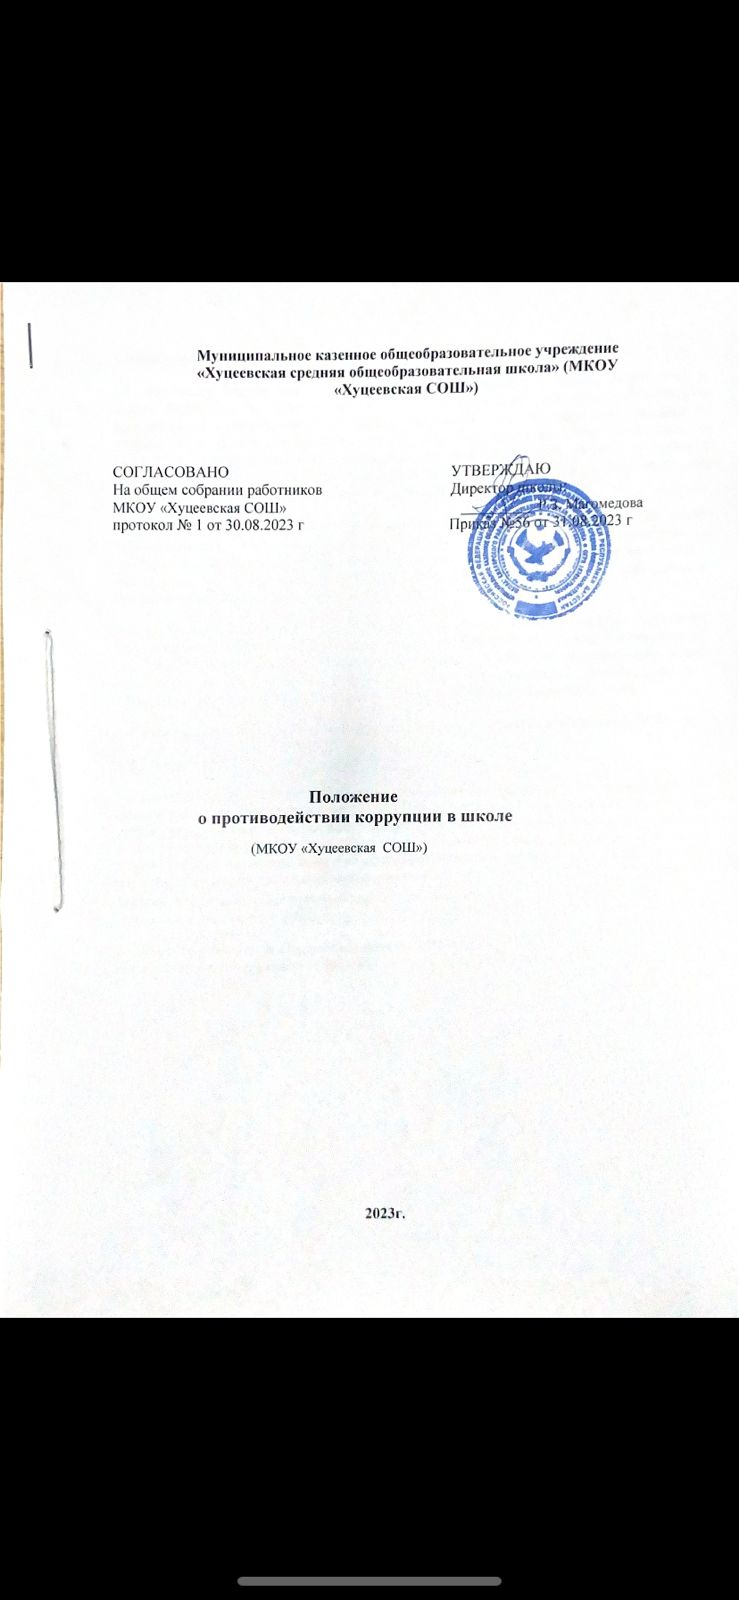 Муниципальное казенное общеобразовательное учреждение
«Хуцеевская средняя общеобразовательная школа» (МКОУ
«Хуцеевская СОШ»)
СОГЛАСОВАНО
На общем собрании работников
МКОУ «Хуцеевская СОШ»
протокол № 1 от 30.08.2023 г
УТВЕРЖДАЮ
Директор школы:
Магомедова
Приказ №56 от 31.08.2023 г
Положение
о противодействии коррупции в школе
(МКОУ «Хуцеевская СОШ»)
2023г.